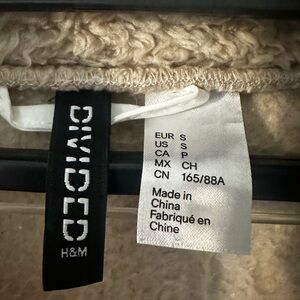 DIVIDED
H&M
EUR S
US S
CA P
MX CH
CN 165/88A
Made in
China
Fabriqué en
Chine